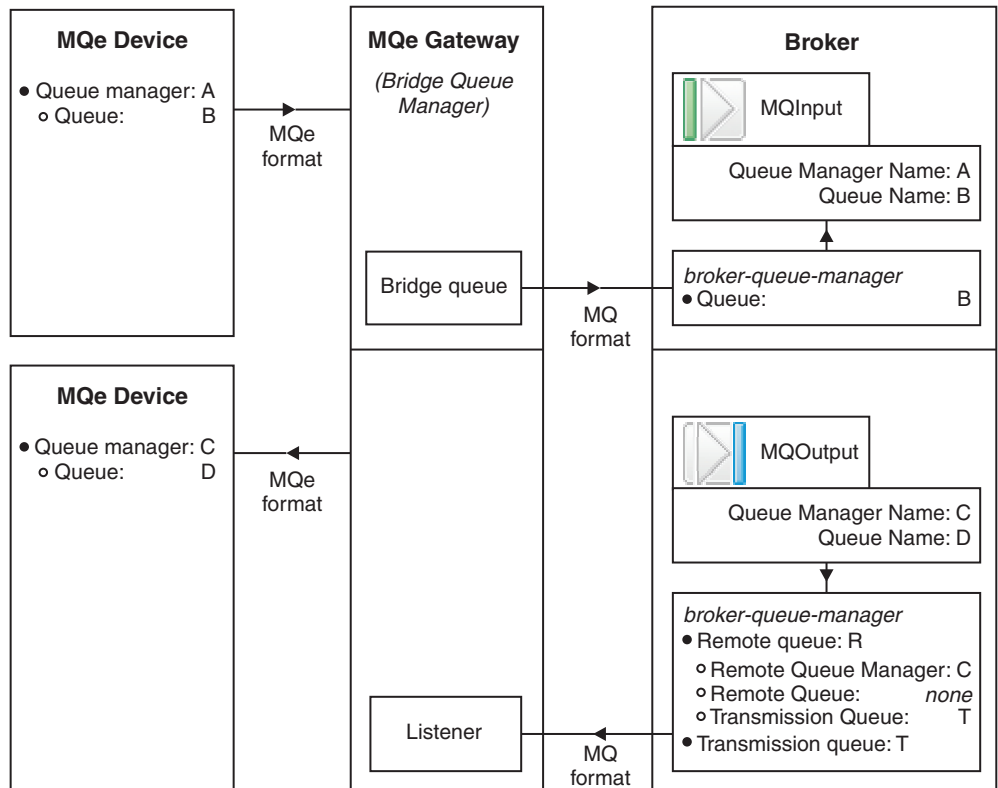 MQe Device
● Queue manager: A
○ Queue: B
MQe
format
MQe Gateway
(Bridge Queue
Manager)
Bridge queue
MQ
format
Broker
MQInput
Queue Manager Name: A
Queue Name: B
broker-queue-manager
● Queue: B
MQe Device
● Queue manager: C
○ Queue: D
MQe
format
Listener
MQ
format
MQOutput
Queue Manager Name: C
Queue Name: D
broker-queue-manager
● Remote queue: R
○ Remote Queue Manager: C
○ Remote Queue: none
○ Transmission Queue: T
● Transmission queue: T